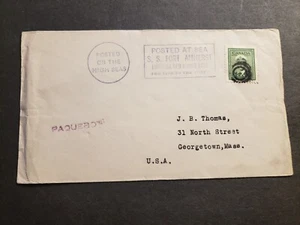 POSTED
ON THE
HIGH SEAS
POSTED AT SEA
CANADA
PAQUEBOT
J. B. Thomas,
31 North Street
Georgetown, Mass.
U.S.A.